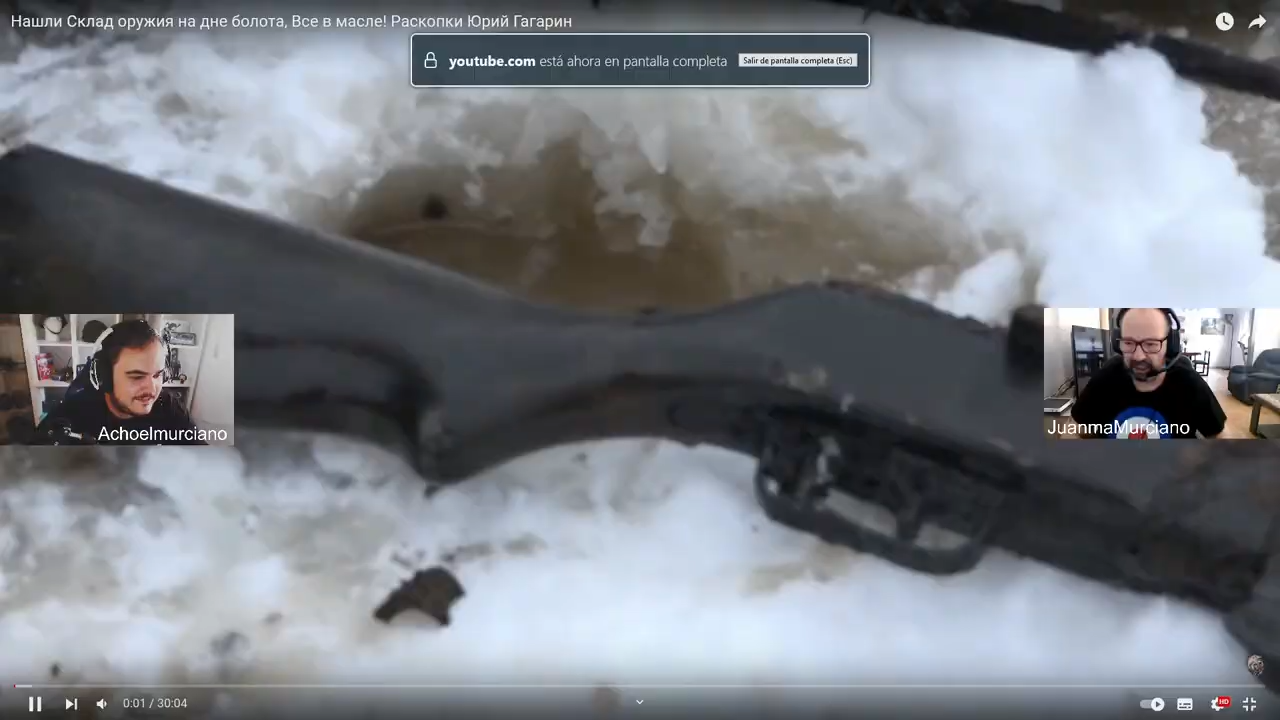 Нашли Склад оружия на дне болота, Все в масле! Раскопки Юрий Гагарин
youtube.com está ahora en pantalla completa
Salir de pantalla completa (Esc)
Achoelmurciano
JuanmaMurciano
0:01 / 30:04
HD